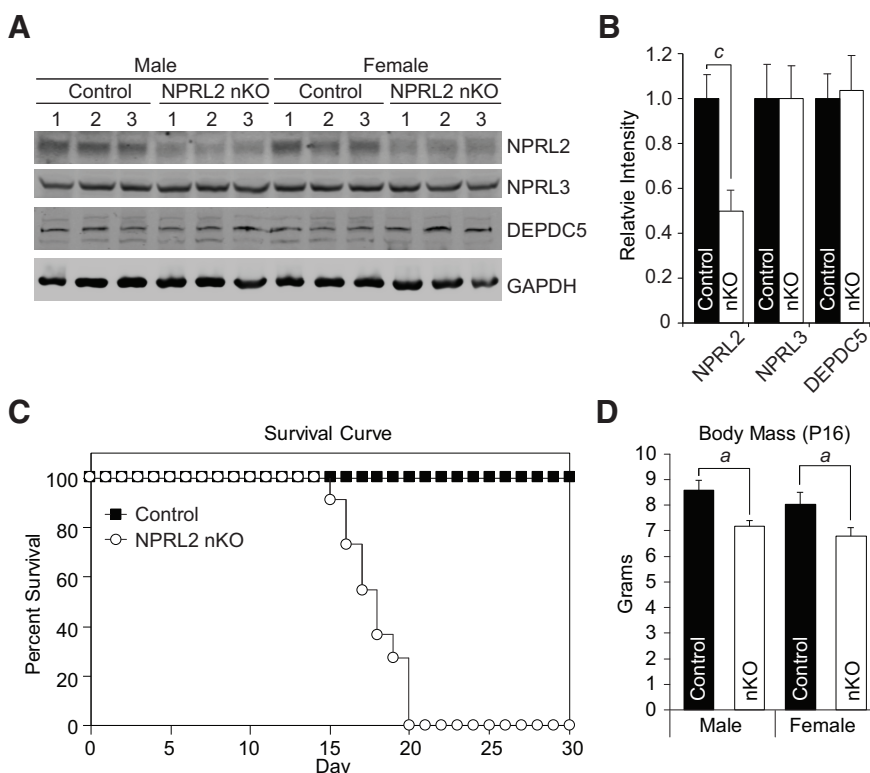 A
Male Female
Control NPRL2 nKO Control NPRL2 nKO
1 2 3 1 2 3 1 2 3 1 2 3
NPRL2
NPRL3
DEPDC5
GAPDH
B
c
1.2
1.0
0.8
0.6
0.4
0.2
0
Relatvie Intensity
Control
nKO
Control
nKO
Control
nKO
NPRL2
NPRL3
DEPDC5
C
Survival Curve
100
80
60
40
20
0
Percent Survival
Control
NPRL2 nKO
0 5 10 15 20 25 30
Day
D
Body Mass (P16)
a a
10
9
8
7
6
5
4
3
2
1
0
Grams
Control
nKO
Control
nKO
Male Female